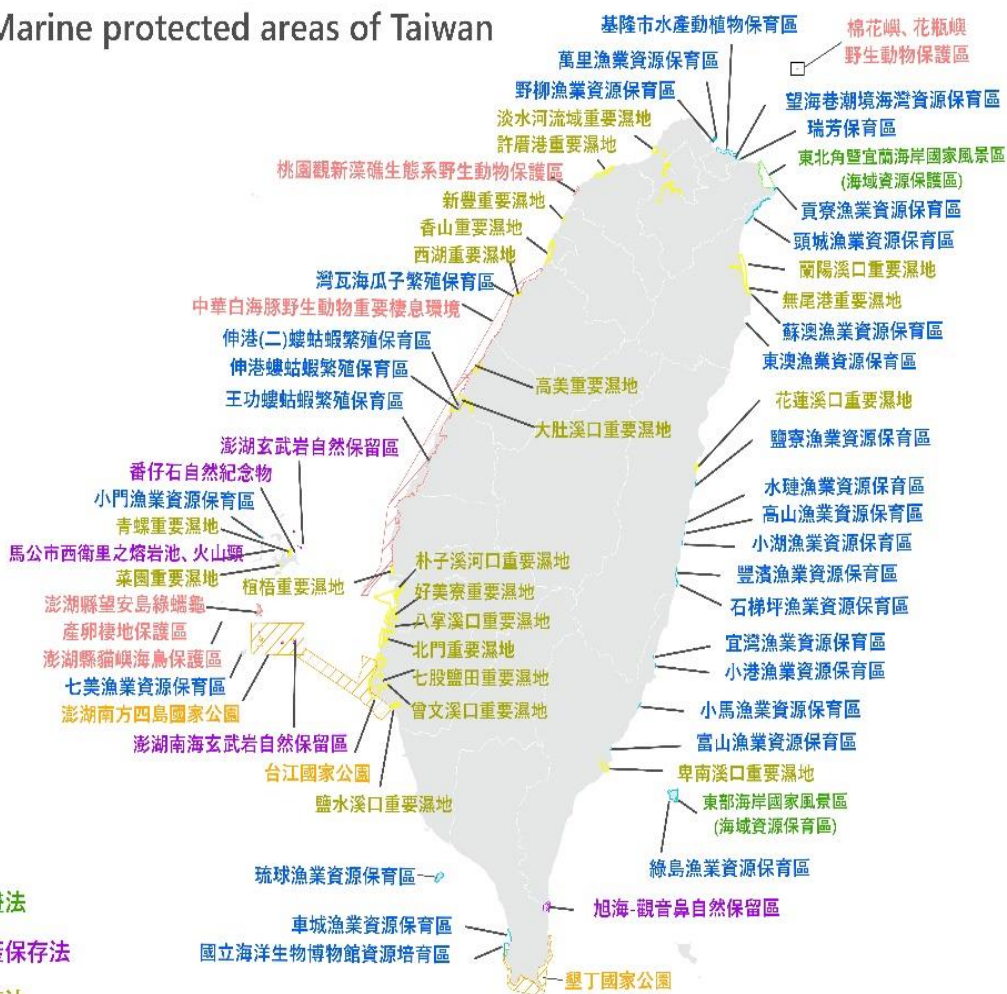 Marine protected areas of Taiwan
基隆市水產動植物保育區
棉花嶼、花瓶嶼
野生動物保護區
萬里漁業資源保育區
野柳漁業資源保育區
望海巷潮境海灣資源保育區
淡水河流域重要濕地
瑞芳保育區
許厝港重要濕地
東北角暨宜蘭海岸國家風景區
(海域資源保護區)
桃園觀新藻礁生態系野生動物保護區
新豐重要濕地
貢寮漁業資源保育區
香山重要濕地
頭城漁業資源保育區
西湖重要濕地
蘭陽溪口重要濕地
灣瓦海瓜子繁殖保育區
無尾港重要濕地
中華白海豚野生動物重要棲息環境
蘇澳漁業資源保育區
伸港(二)螻蛄蝦繁殖保育區
東澳漁業資源保育區
伸港螻蛄蝦繁殖保育區
高美重要濕地
王功螻蛄蝦繁殖保育區
花蓮溪口重要濕地
大肚溪口重要濕地
鹽寮漁業資源保育區
澎湖玄武岩自然保留區
番仔石自然紀念物
水璉漁業資源保育區
小門漁業資源保育區
高山漁業資源保育區
青螺重要濕地
小湖漁業資源保育區
馬公市西衛里之熔岩池、火山頸
朴子溪河口重要濕地
菜園重要濕地
豐濱漁業資源保育區
椬梧重要濕地
好美寮重要濕地
石梯坪漁業資源保育區
澎湖縣望安島綠蠵龜
產卵棲地保護區
八掌溪口重要濕地
宜灣漁業資源保育區
北門重要濕地
澎湖縣貓嶼海鳥保護區
小港漁業資源保育區
七股鹽田重要濕地
七美漁業資源保育區
曾文溪口重要濕地
小馬漁業資源保育區
澎湖南方四島國家公園
澎湖南海玄武岩自然保留區
富山漁業資源保育區
台江國家公園
卑南溪口重要濕地
鹽水溪口重要濕地
東部海岸國家風景區
(海域資源保育區)
綠島漁業資源保育區
琉球漁業資源保育區
旭海-觀音鼻自然保留區
車城漁業資源保育區
國立海洋生物博物館資源培育區
墾丁國家公園
法
保存法